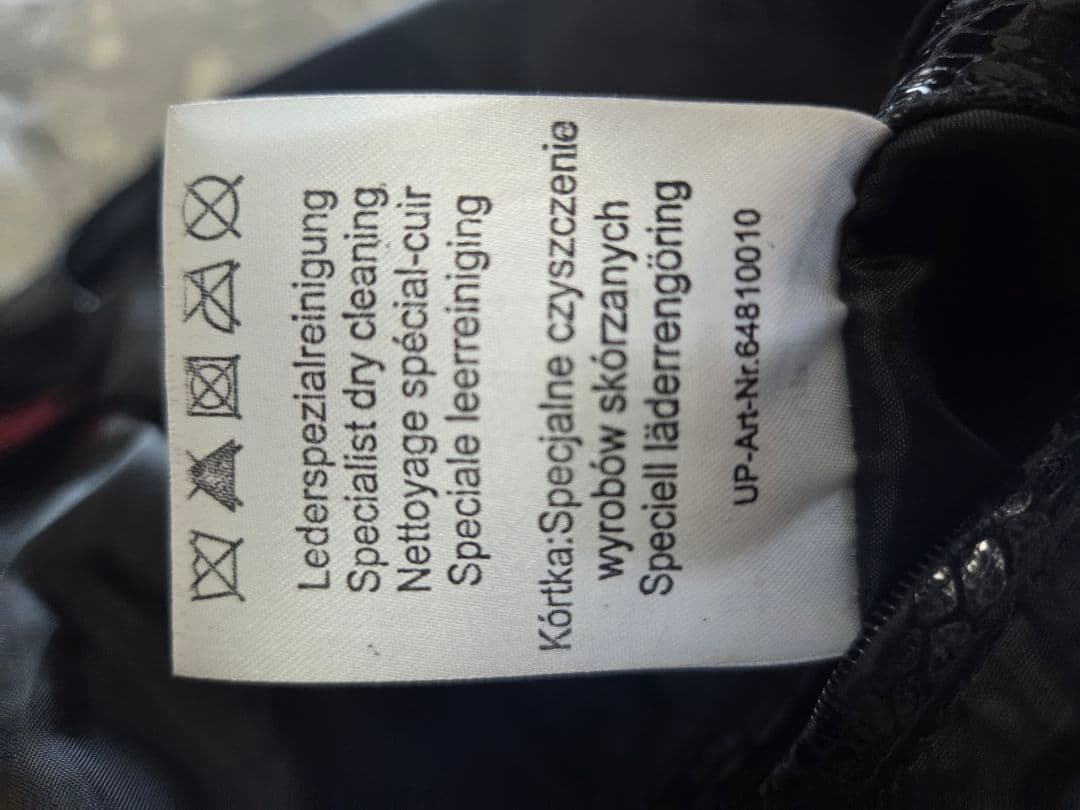 Lederspezialreinigung
Specialist dry cleaning
Nettoyage spécial-cuir
Speciale leerreiniging
Kórtka:Specjalne czyszczenie
wyrobów skórzanych
Speciell läderrengöring
UP-Art-Nr.64810010